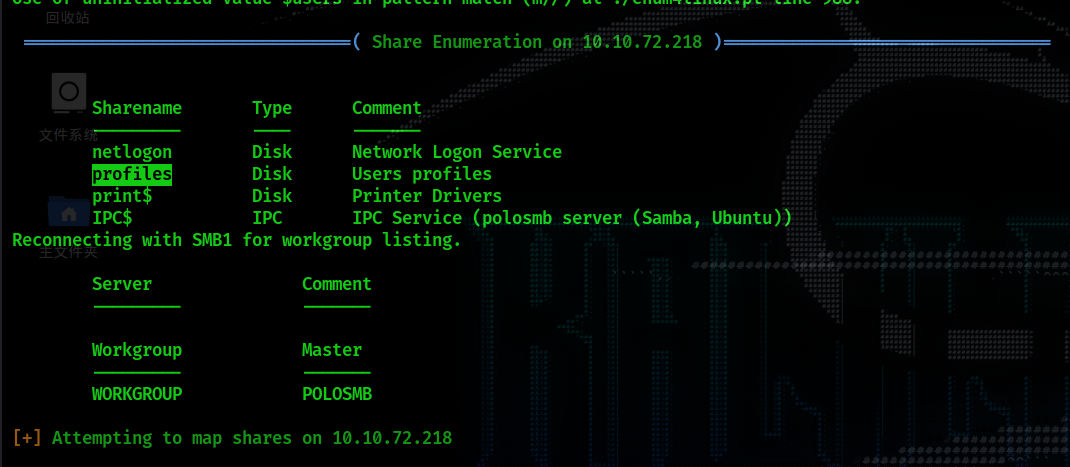 Use of uninitialized value $users in pattern match (m//) at ./enum4linux.pl line 986.
回收站
( Share Enumeration on 10.10.72.218 )
Sharename Type Comment
--------- ---- -------
文件系统
netlogon Disk Network Logon Service
profiles Disk Users profiles
print$ Disk Printer Drivers
IPC$ IPC IPC Service (polosmb server (Samba, Ubuntu))
Reconnecting with SMB1 for workgroup listing.
主文件夹
Server Comment
--------- -------
Workgroup Master
--------- -------
WORKGROUP POLOSMB
[+] Attempting to map shares on 10.10.72.218